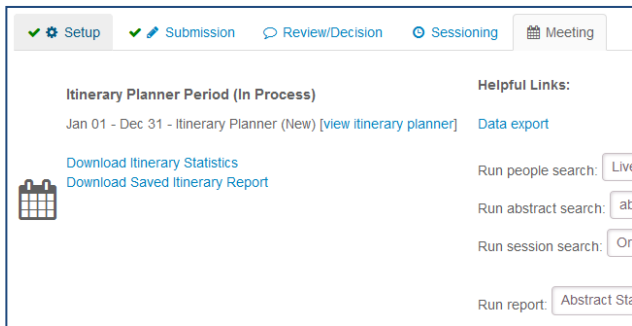 Setup Submission Review/Decision Sessioning Meeting
Itinerary Planner Period (In Process)
Jan 01 - Dec 31 - Itinerary Planner (New) [view itinerary planner]
Download Itinerary Statistics
Download Saved Itinerary Report
Helpful Links:
Data export
Run people search:
Run abstract search:
Run session search:
Run report: Abstract